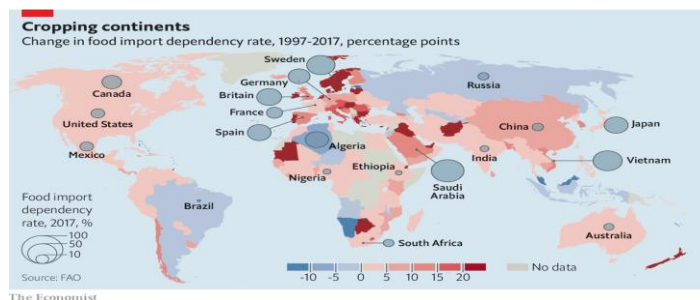 Cropping continents
Change in food import dependency rate, 1997-2017, percentage points
Sweden
Germany
Canada
Britain
Russia
France
United States
Spain
China
Japan
Mexico
Algeria
India
Vietnam
Nigeria
Ethiopia
Saudi
Arabia
Brazil
Food import
dependency
rate, 2017, %
100
50
10
Australia
South Africa
-10 -5 0 5 10 15 20
No data
Source: FAO
The Economist